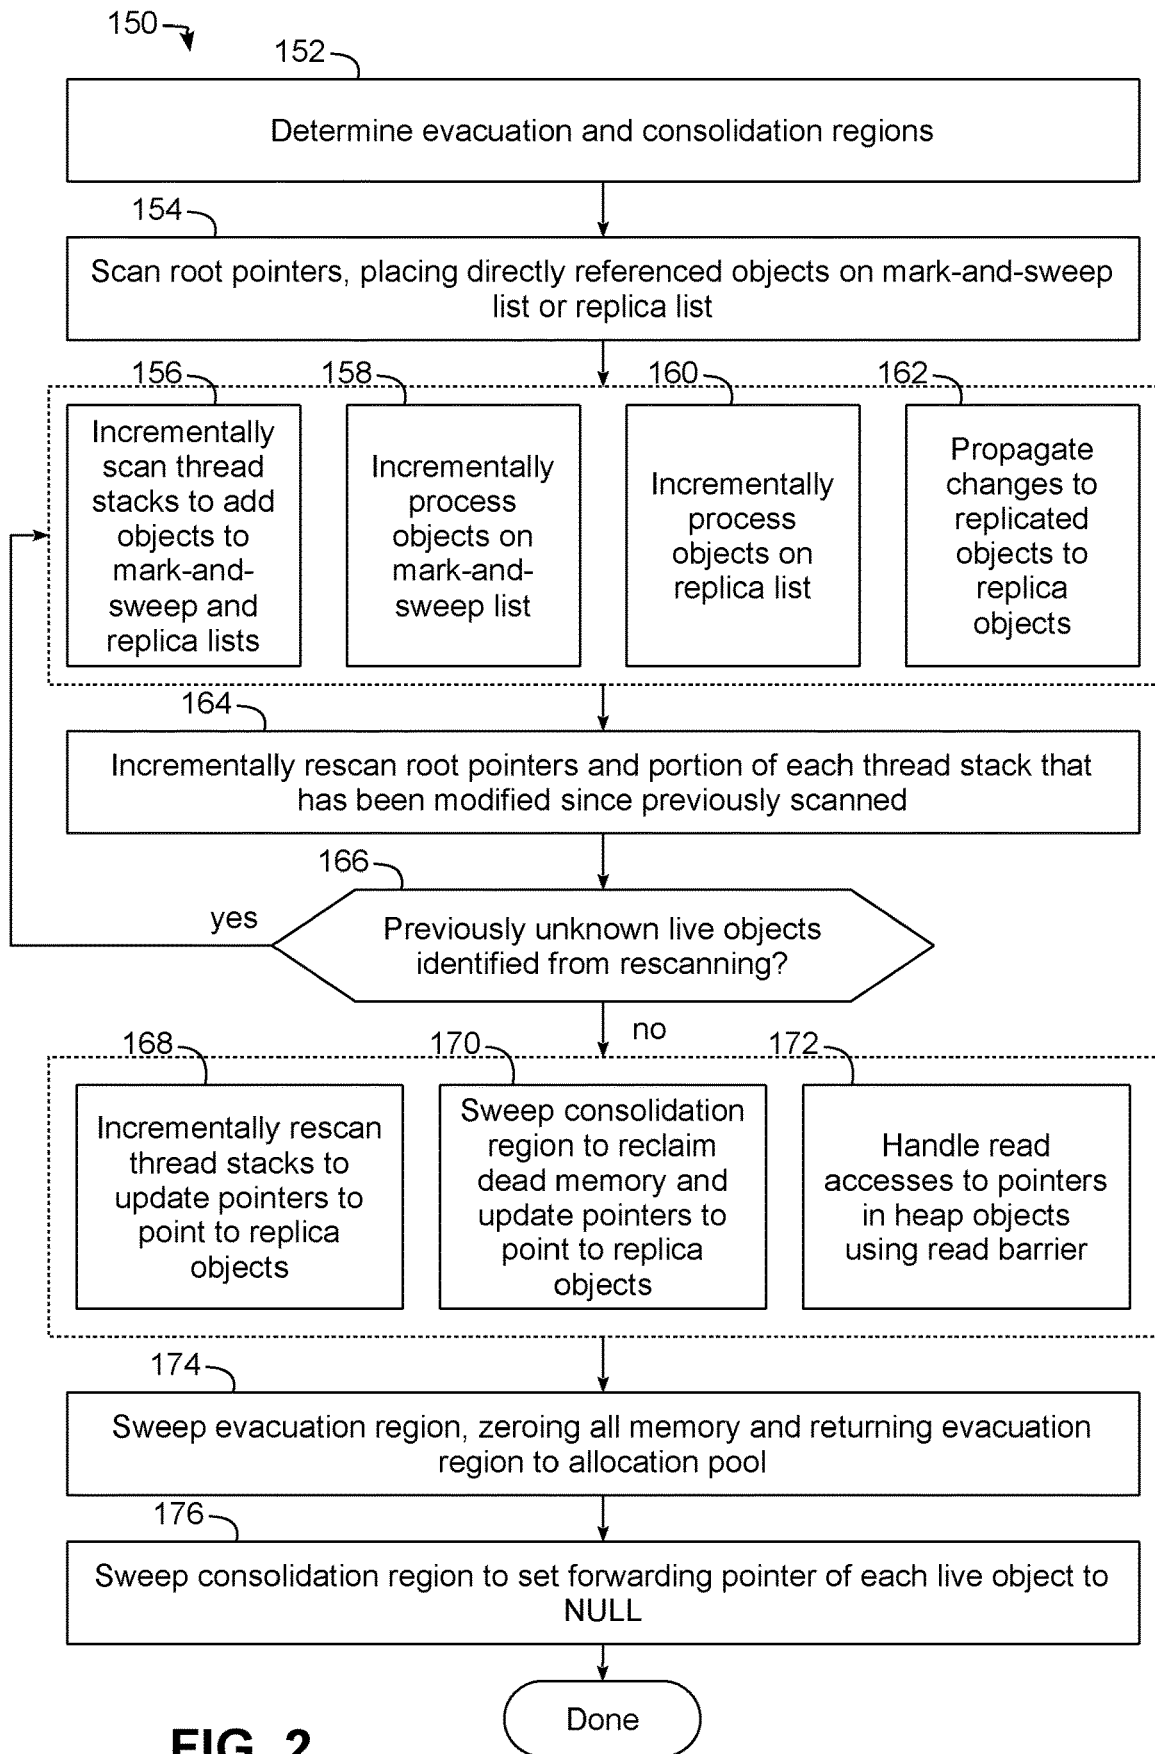 150
152
Determine evacuation and consolidation regions
154
Scan root pointers, placing directly referenced objects on mark-and-sweep
list or replica list
156
Incrementally
scan thread
stacks to add
objects to
mark-and-
sweep and
replica lists
158
Incrementally
process
objects on
mark-and-
sweep list
160
Incrementally
process
objects on
replica list
162
Propagate
changes to
replicated
objects to
replica
objects
164
Incrementally rescan root pointers and portion of each thread stack that
has been modified since previously scanned
166
Previously unknown live objects
identified from rescanning?
yes
no
168
Incrementally rescan
thread stacks to
update pointers to
point to replica
objects
170
Sweep consolidation
region to reclaim
dead memory and
update pointers to
point to replica
objects
172
Handle read
accesses to pointers
in heap objects
using read barrier
174
Sweep evacuation region, zeroing all memory and returning evacuation
region to allocation pool
176
Sweep consolidation region to set forwarding pointer of each live object to
NULL
Done
FIG. 2